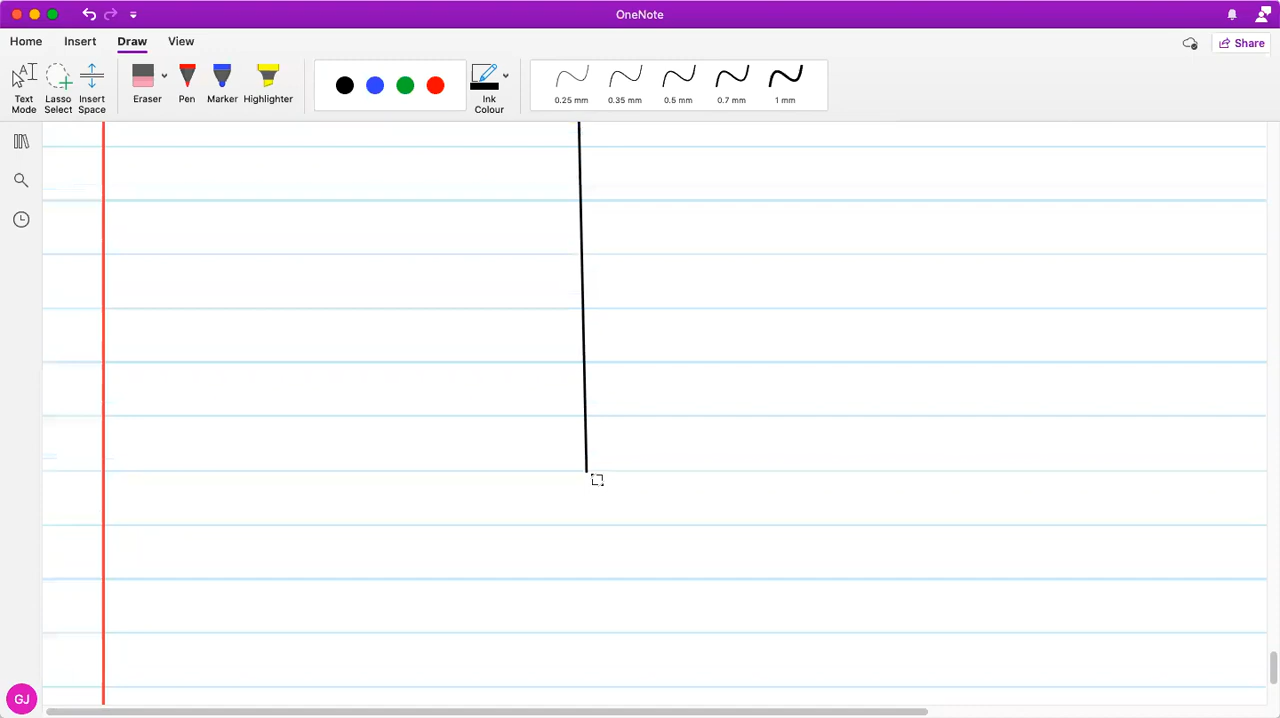 OneNote
Home Insert Draw View Share
Text Mode Lasso Select Insert Space Eraser Pen Marker Highlighter Ink Colour 0.25 mm 0.35 mm 0.5 mm 0.7 mm 1 mm
GJ